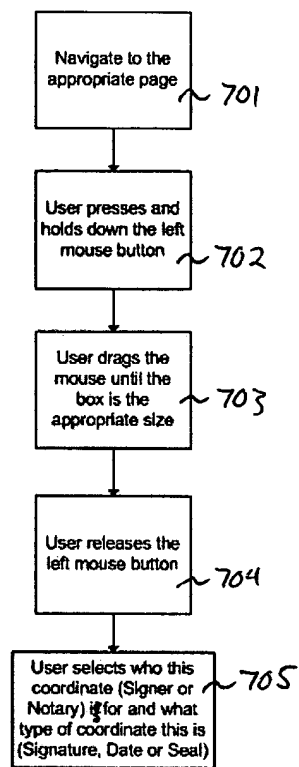 Navigate to the
appropriate page
701
User presses and
holds down the left
mouse button
702
User drags the
mouse until the
box is the
appropriate size
703
User releases the
left mouse button
704
User selects who this
coordinate (Signer or
Notary) is for and what
type of coordinate this is
(Signature, Date or Seal)
705